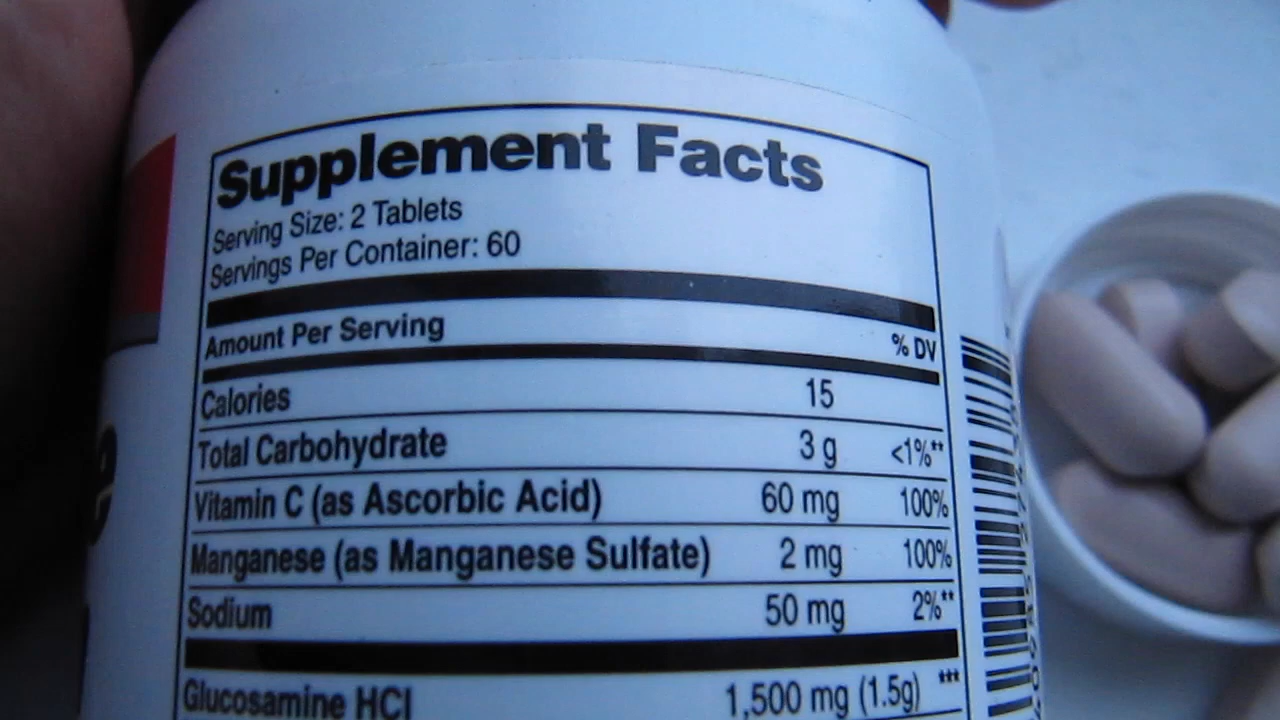 Supplement Facts
Serving Size: 2 Tablets
Servings Per Container: 60
Amount Per Serving % DV
Calories 15
Total Carbohydrate 3 g <1%**
Vitamin C (as Ascorbic Acid) 60 mg 100%
Manganese (as Manganese Sulfate) 2 mg 100%
Sodium 50 mg 2%**
Glucosamine HCl 1,500 mg (1.5g) ***
e